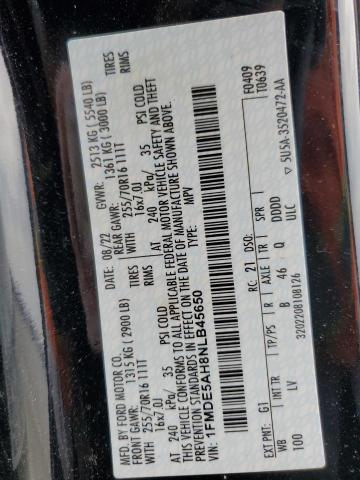 MFD. BY FORD MOTOR CO.
DATE: 08/22 GVWR: 2513 KG (5540 LB)
FRONT GAWR: 1315 KG (2900 LB) REAR GAWR: 1361 KG (3000 LB)
255/70R16 111T TIRES WITH 255/70R16 111T TIRES
16x7.0J RIMS 16x7.0J RIMS
AT 240 kPa/ 35 PSI COLD AT 240 kPa/ 35 PSI COLD
THIS VEHICLE CONFORMS TO ALL APPLICABLE FEDERAL MOTOR VEHICLE SAFETY AND THEFT
PREVENTION STANDARDS IN EFFECT ON THE DATE OF MANUFACTURE SHOWN ABOVE.
VIN: 1FMDE5AH8NLB45650 TYPE: MPV
F0409
T0639
EXT PNT: G1 RC: 21 DSO:
WB INT TR TP/PS R AXLE TR SPR
100 LV B 46 Q DDDD
3202208108126 ULC
▽5U5A-3520472-AA